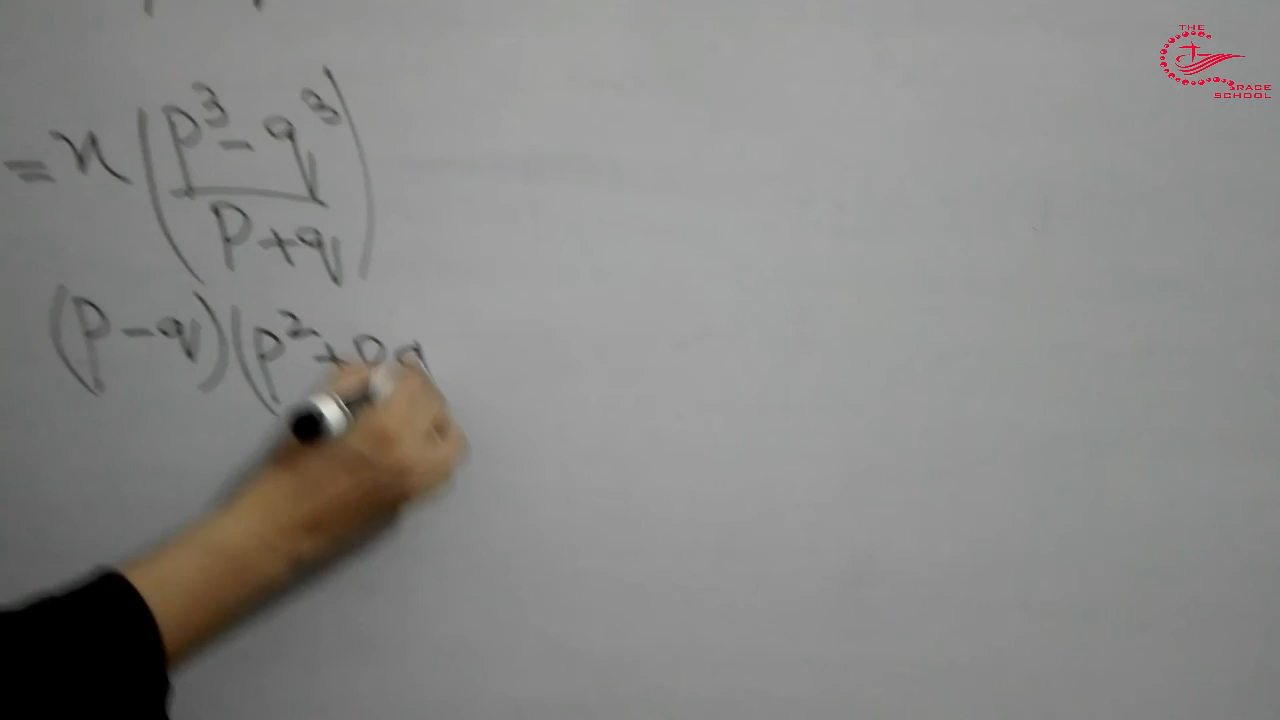 = x (p³ - q³ / p + q)
(p - q)(p² + pq
THE
GRACE
SCHOOL